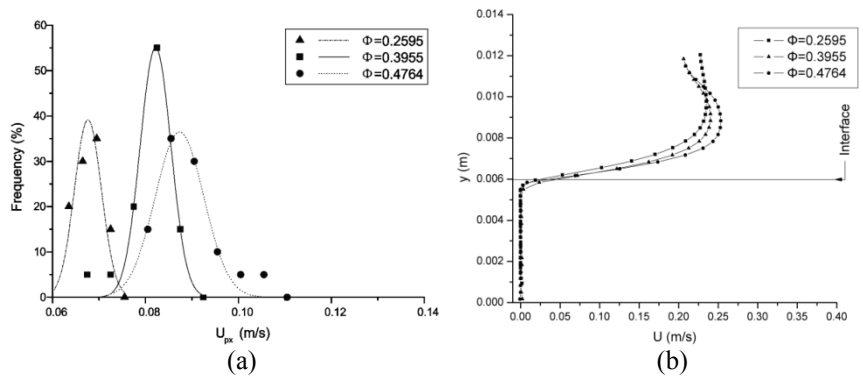 (a)
60
50
40
30
20
10
0
Frequency (%)
0.06
0.08
0.10
0.12
0.14
U_px (m/s)
Φ=0.2595
Φ=0.3955
Φ=0.4764
(a)
b
0.014
0.012
0.010
0.008
0.006
0.004
0.002
0.000
y (m)
0.00
0.05
0.10
0.15
0.20
0.25
0.30
0.35
0.40
U (m/s)
Φ=0.2595
Φ=0.3955
Φ=0.4764
Interface
(b)